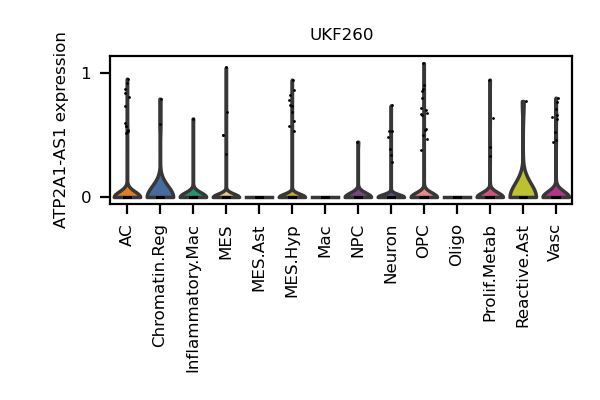 UKF260
ATP2A1-AS1 expression
1
0
AC
Chromatin.Reg
Inflammatory.Mac
MES
MES.Ast
MES.Hyp
Mac
NPC
Neuron
OPC
Oligo
Prolif.Metab
Reactive.Ast
Vasc